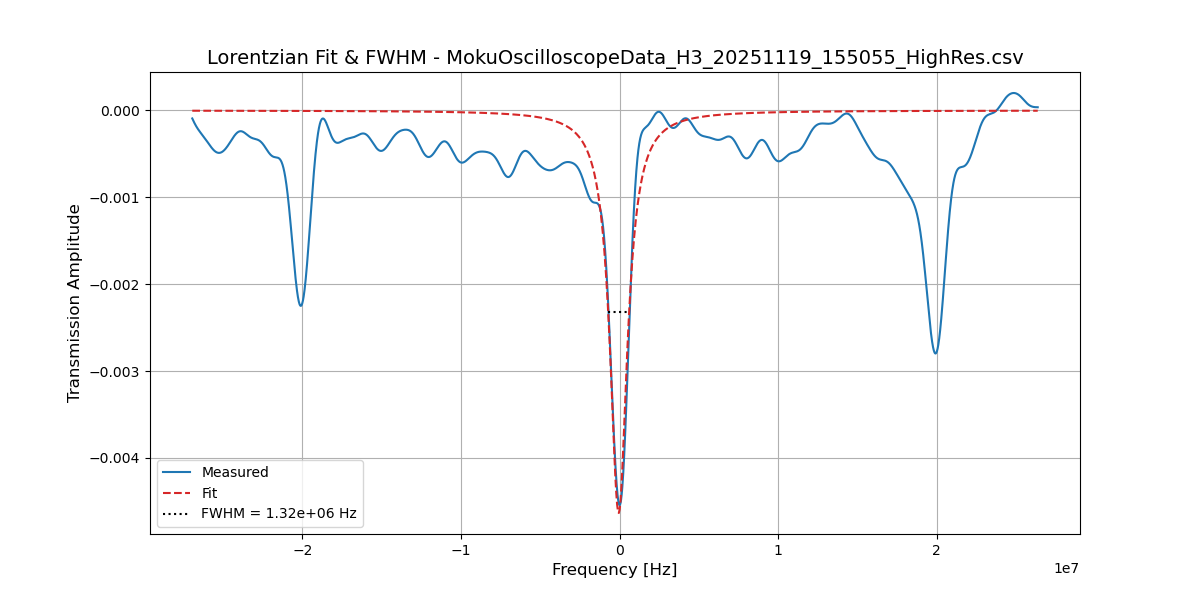 Lorentzian Fit & FWHM - MokuOscilloscopeData_H3_20251119_155055_HighRes.csv
Transmission Amplitude
0.000
−0.001
−0.002
−0.003
−0.004
Measured
Fit
FWHM = 1.32e+06 Hz
−2
−1
0
1
2
1e7
Frequency [Hz]